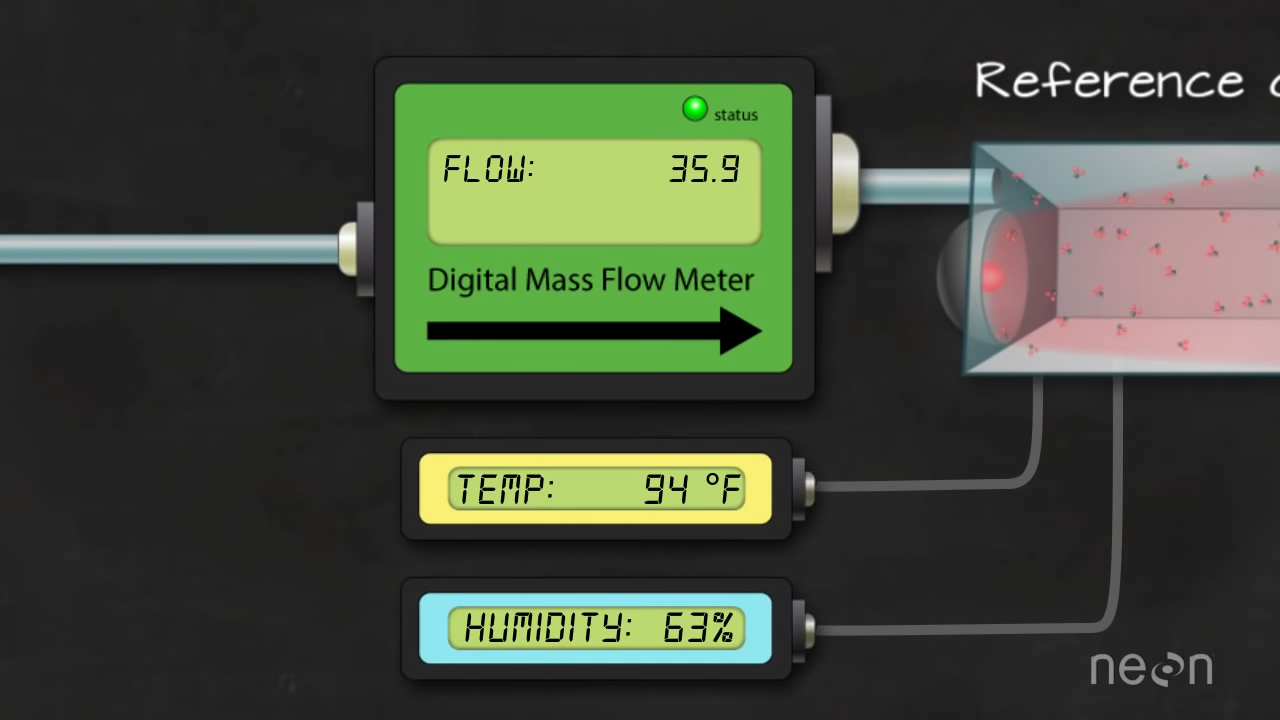 Reference
status
FLOW: 35.9
Digital Mass Flow Meter
TEMP: 94 °F
HUMIDITY: 63%
neon